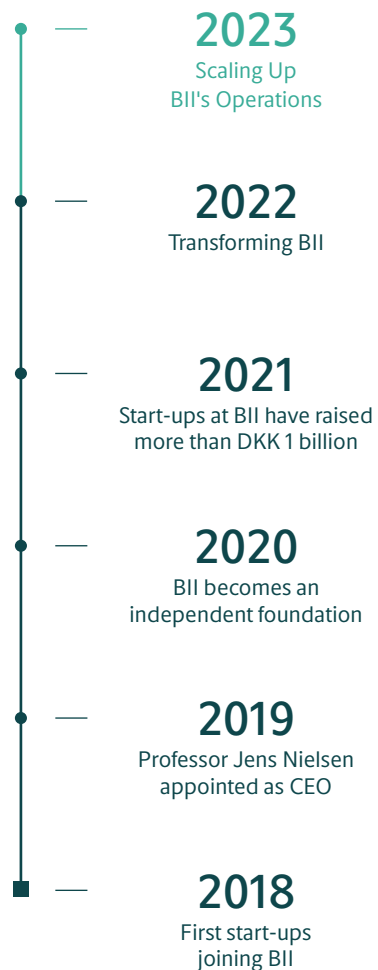 2023
Scaling Up
BII's Operations
2022
Transforming BII
2021
Start-ups at BII have raised
more than DKK 1 billion
2020
BII becomes an
independent foundation
2019
Professor Jens Nielsen
appointed as CEO
2018
First start-ups
joining BII